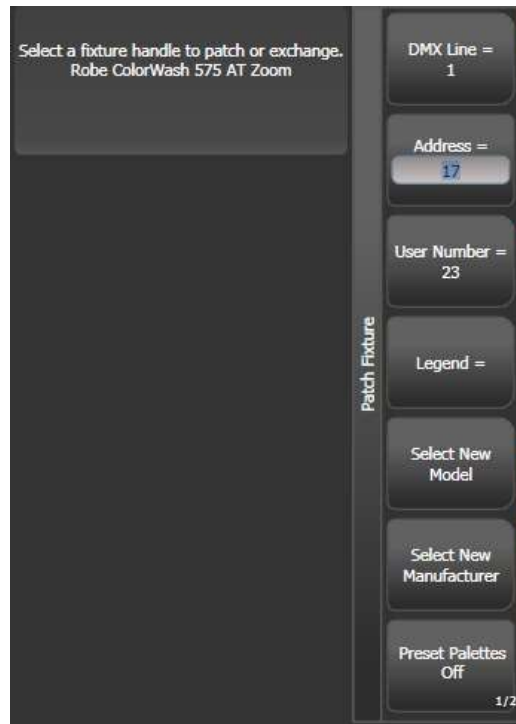 Select a fixture handle to patch or exchange.
Robe ColorWash 575 AT Zoom
Patch Fixture
DMX Line =
1
Address =
17
User Number =
23
Legend =
Select New
Model
Select New
Manufacturer
Preset Palettes
Off
1/2